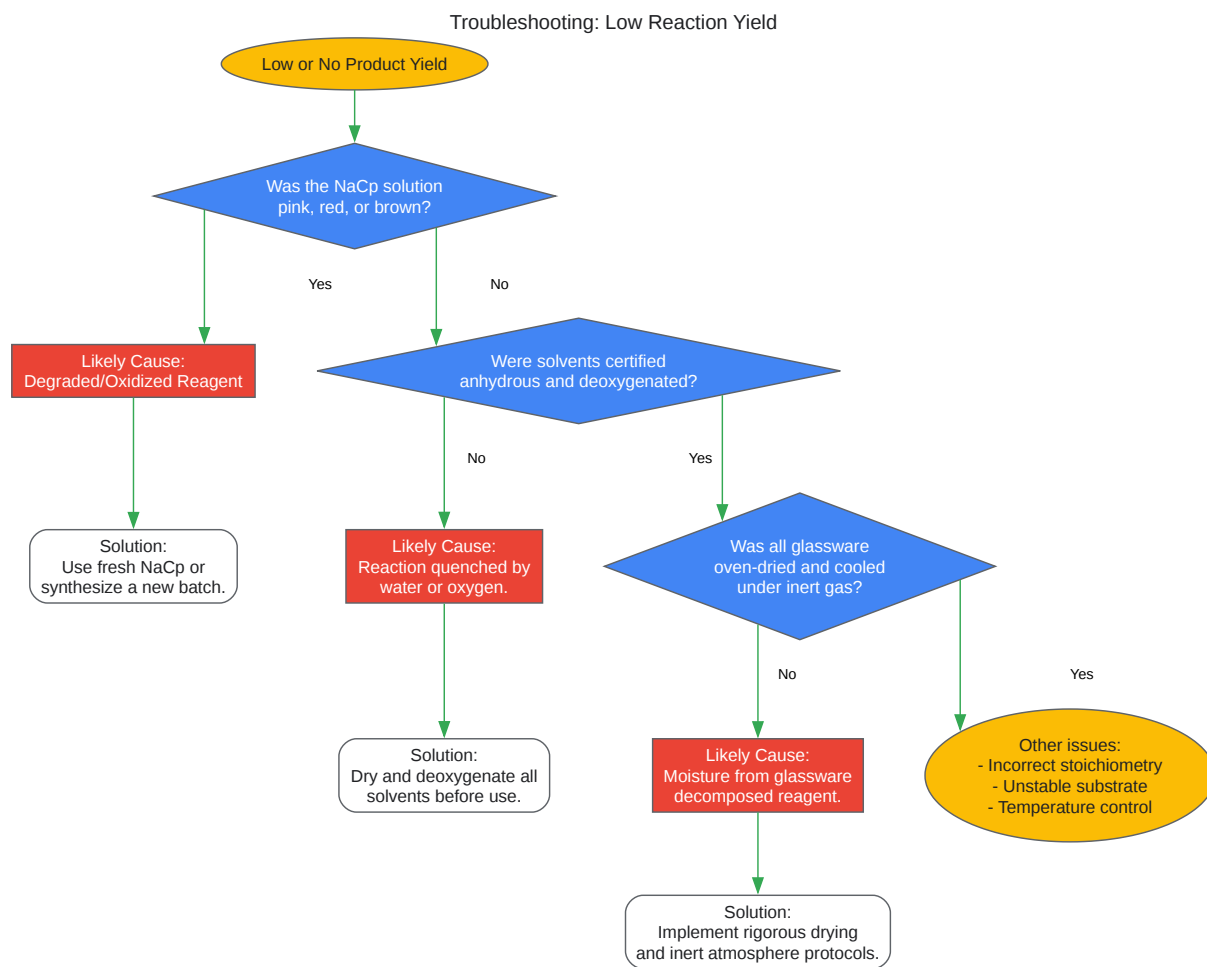 Troubleshooting: Low Reaction Yield
Low or No Product Yield
Was the NaCp solution
pink, red, or brown?
Yes
No
Likely Cause:
Degraded/Oxidized Reagent
Were solvents certified
anhydrous and deoxygenated?
No
Yes
Solution:
Use fresh NaCp or
synthesize a new batch.
Likely Cause:
Reaction quenched by
water or oxygen.
Was all glassware
oven-dried and cooled
under inert gas?
No
Yes
Solution:
Dry and deoxygenate all
solvents before use.
Likely Cause:
Moisture from glassware
decomposed reagent.
Other issues:
- Incorrect stoichiometry
- Unstable substrate
- Temperature control
Solution:
Implement rigorous drying
and inert atmosphere protocols.